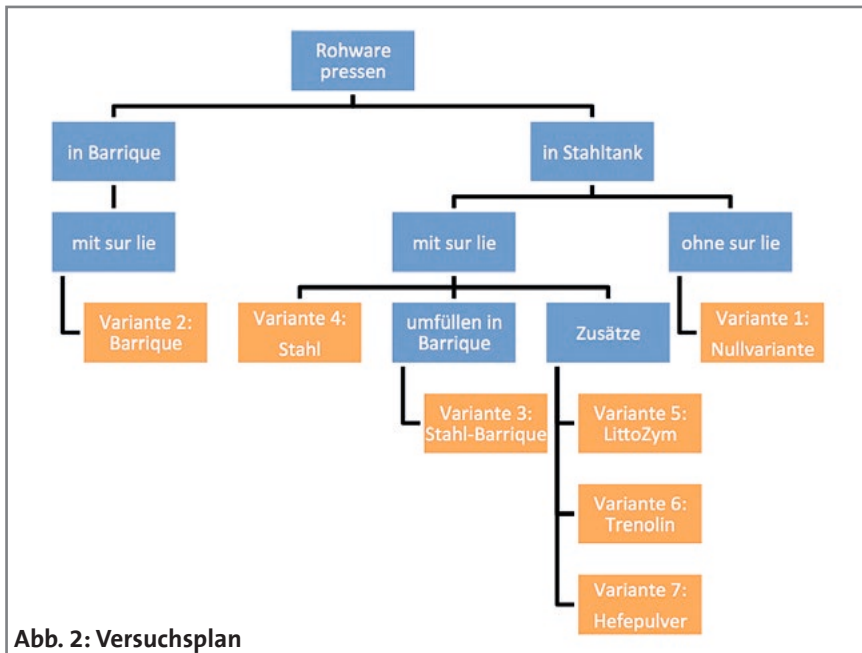 Rohware
pressen
in Barrique
in Stahltank
mit sur lie
mit sur lie
ohne sur lie
Variante 2:
Barrique
Variante 4:
Stahl
umfüllen in
Barrique
Zusätze
Variante 1:
Nullvariante
Variante 3:
Stahl-Barrique
Variante 5:
LittoZym
Variante 6:
Trenolin
Variante 7:
Hefepulver
Abb. 2: Versuchsplan